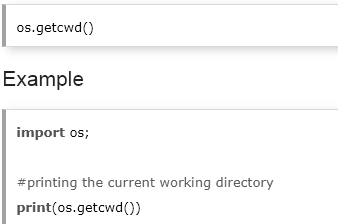 os.getcwd()
Example
import os;
#printing the current working directory
print(os.getcwd())